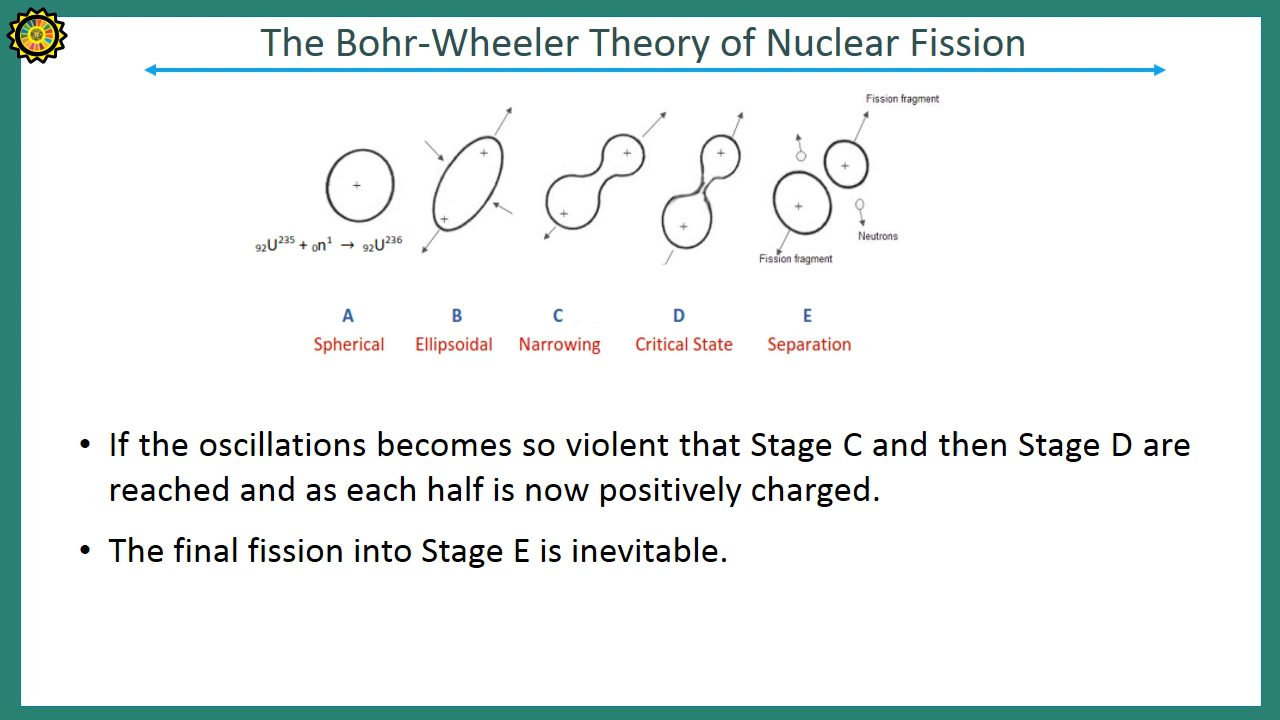 The Bohr-Wheeler Theory of Nuclear Fission
Fission fragment
+ + + + + + + + +
₉₂U²³⁵ + ₀n¹ → ₉₂U²³⁶
Neutrons
Fission fragment
A B C D E
Spherical Ellipsoidal Narrowing Critical State Separation
• If the oscillations becomes so violent that Stage C and then Stage D are
reached and as each half is now positively charged.
• The final fission into Stage E is inevitable.